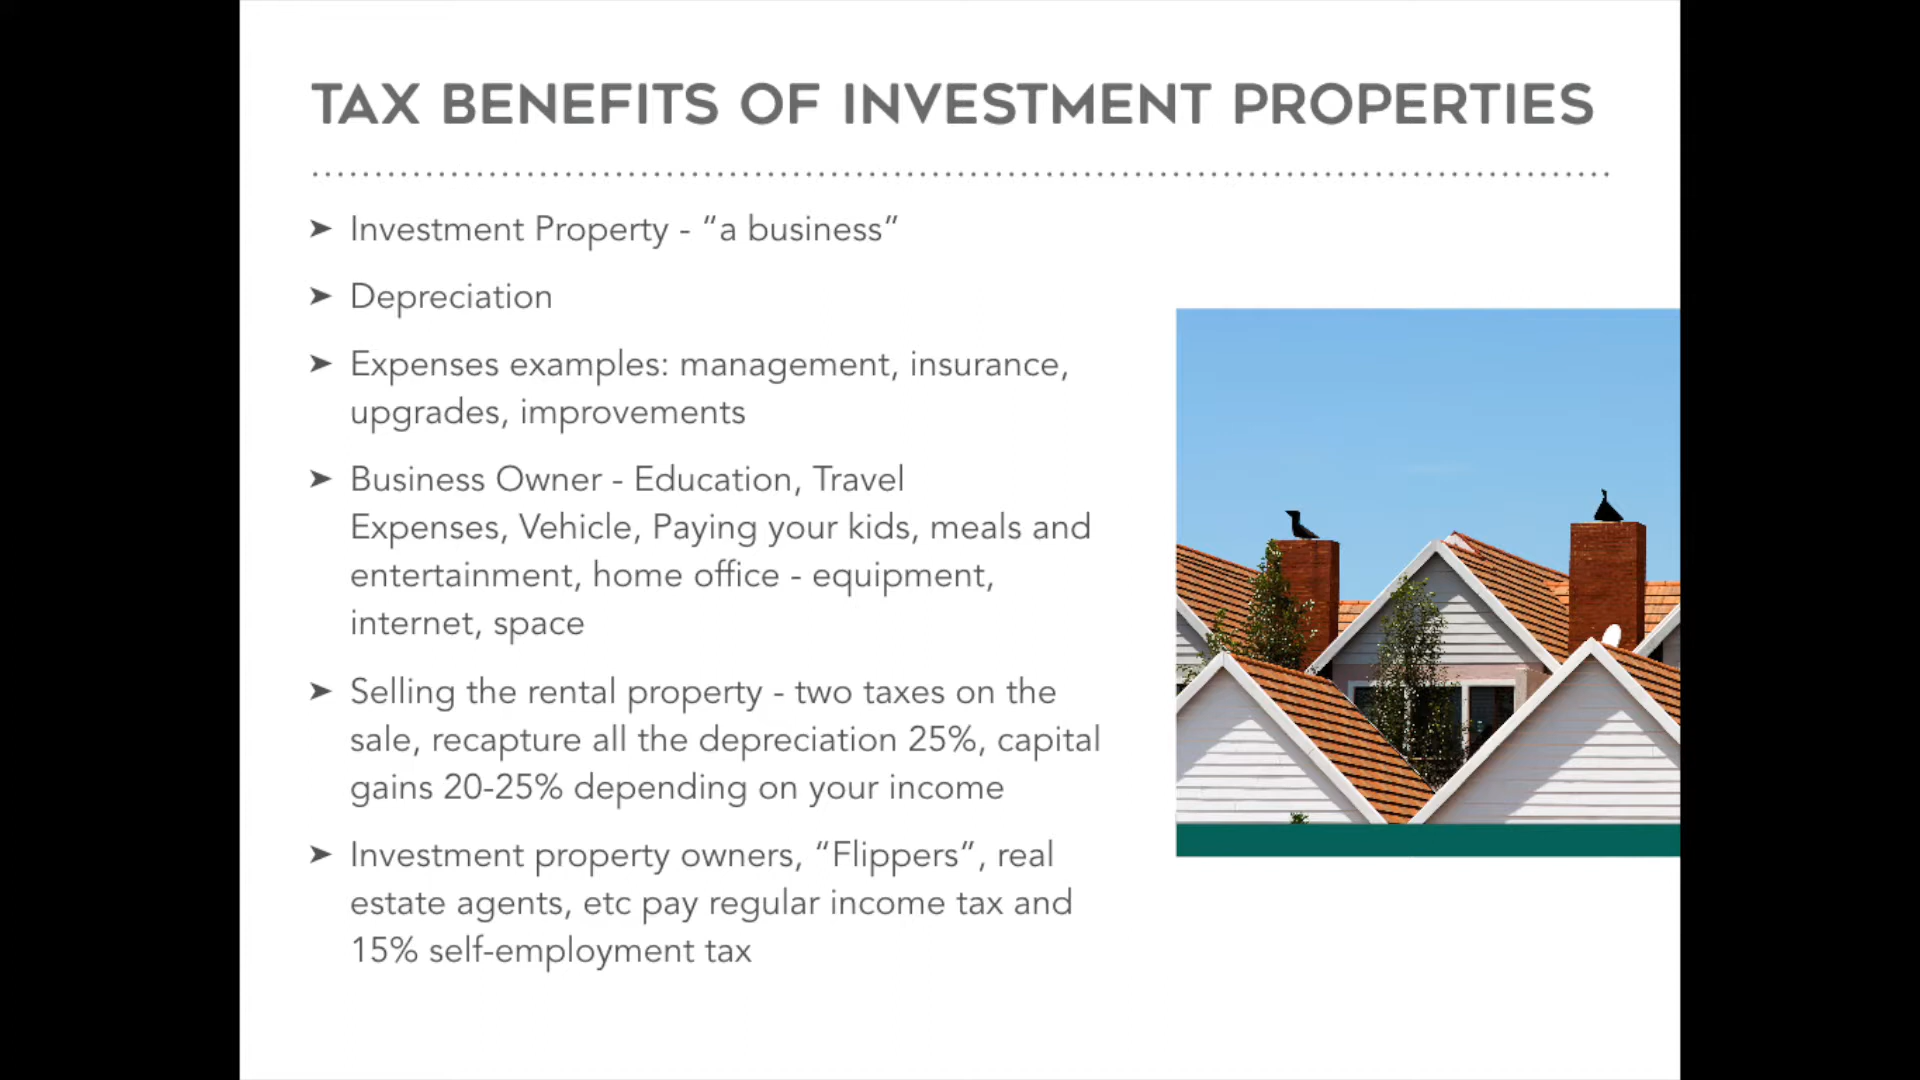 TAX BENEFITS OF INVESTMENT PROPERTIES
➤ Investment Property - “a business”
➤ Depreciation
➤ Expenses examples: management, insurance,
upgrades, improvements
➤ Business Owner - Education, Travel
Expenses, Vehicle, Paying your kids, meals and
entertainment, home office - equipment,
internet, space
➤ Selling the rental property - two taxes on the
sale, recapture all the depreciation 25%, capital
gains 20-25% depending on your income
➤ Investment property owners, “Flippers”, real
estate agents, etc pay regular income tax and
15% self-employment tax